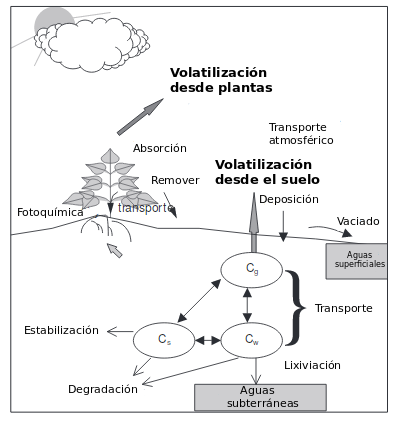 Volatilización
desde plantas
Transporte
atmosférico
Absorción
Volatilización
desde el suelo
Remover
Deposición
Fotoquímica
transporte
Vaciado
Aguas
superficiales
Cg
Transporte
Estabilización
Cs
Cw
Lixiviación
Degradación
Aguas
subterráneas